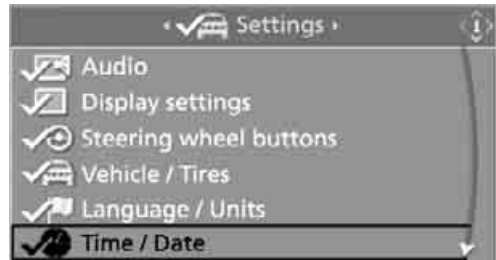 Settings
Audio
Display settings
Steering wheel buttons
Vehicle / Tires
Language / Units
Time / Date